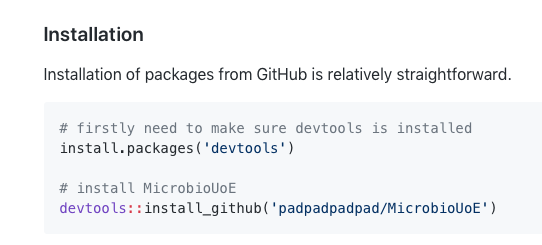 Installation
Installation of packages from GitHub is relatively straightforward.
# firstly need to make sure devtools is installed
install.packages('devtools')
# install MicrobioUoE
devtools::install_github('padpadpadpad/MicrobioUoE')